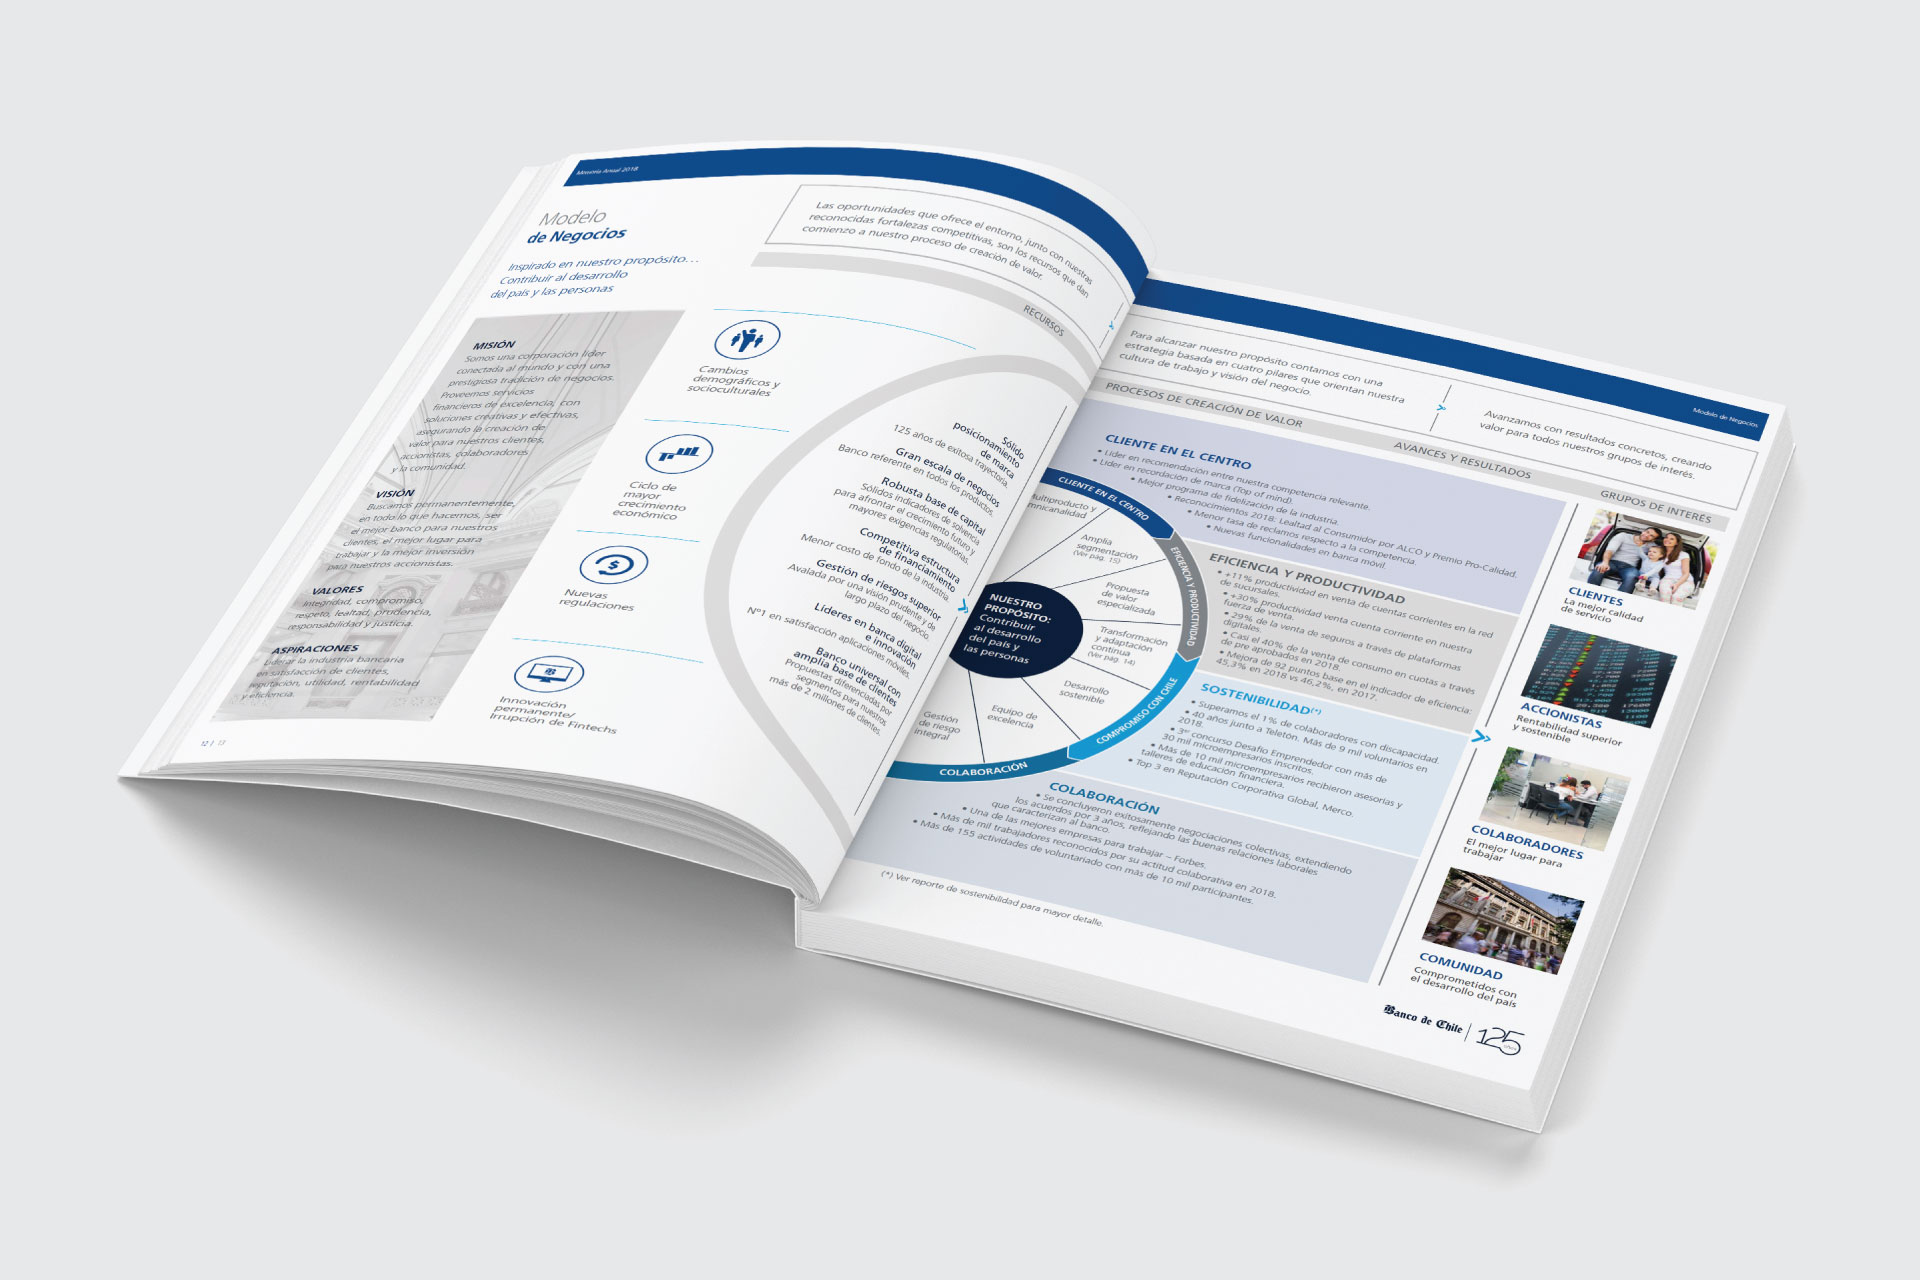 Memoria Anual 2018
Modelo
de Negocios
Inspirado en nuestro propósito...
Contribuir al desarrollo
del país y las personas
MISIÓN
Somos una corporación líder
conectada al mundo y con una
prestigiosa tradición de negocios.
Proveemos servicios
financieros de excelencia, con
soluciones creativas y efectivas,
asegurando la creación de
valor para nuestros clientes,
accionistas, colaboradores
y la comunidad.
VISIÓN
Buscamos permanentemente,
en todo lo que hacemos, ser
el mejor banco para nuestros
clientes, el mejor lugar para
trabajar y la mejor inversión
para nuestros accionistas.
VALORES
Integridad, compromiso,
respeto, lealtad, prudencia,
responsabilidad y justicia.
ASPIRACIONES
Liderar la industria bancaria
en satisfacción de clientes,
reputación, utilidad, rentabilidad
y eficiencia.
12 | 13
Las oportunidades que ofrece el entorno, junto con nuestras
reconocidas fortalezas competitivas, son los recursos que dan
comienzo a nuestro proceso de creación de valor.
RECURSOS
Cambios
demográficos y
socioculturales
Ciclo de
mayor
crecimiento
económico
$
Nuevas
regulaciones
Innovación
permanente/
Irrupción de Fintechs
Sólido
posicionamiento
de marca
125 años de exitosa trayectoria.
Gran escala de negocios
Banco referente en todos los productos.
Robusta base de capital
Sólidos indicadores de solvencia
para afrontar el crecimiento futuro y
mayores exigencias regulatorias.
Competitiva estructura
de financiamiento
Menor costo de fondo de la industria.
Gestión de riesgos superior
Avalada por una visión prudente y de
largo plazo del negocio.
Líderes en banca digital
e innovación
N°1 en satisfacción aplicaciones móviles.
Banco universal con
amplia base de clientes
Propuestas diferenciadas por
segmentos para nuestros
más de 2 millones de clientes.
Modelo de Negocios
Para alcanzar nuestro propósito contamos con una
estrategia basada en cuatro pilares que orientan nuestra
cultura de trabajo y visión del negocio.
Avanzamos con resultados concretos, creando
valor para todos nuestros grupos de interés.
PROCESOS DE CREACIÓN DE VALOR
AVANCES Y RESULTADOS
GRUPOS DE INTERÉS
CLIENTE EN EL CENTRO
EFICIENCIA Y PRODUCTIVIDAD
COMPROMISO CON CHILE
COLABORACIÓN
NUESTRO
PROPÓSITO:
Contribuir
al desarrollo
del país y
las personas
Multiproducto y
Amplia
segmentación
(Ver pág. 15)
Propuesta
de valor
especializada
Transformación
y adaptación
continua
(Ver pág. 14)
Desarrollo
sostenible
Equipo de
excelencia
Gestión
de riesgo
integral
CLIENTE EN EL CENTRO
• Líder en recomendación entre nuestra competencia relevante.
• Líder en recordación de marca (Top of mind).
• Mejor programa de fidelización de la industria.
• Reconocimientos 2018: Lealtad al Consumidor por ALCO y Premio Pro-Calidad.
• Menor tasa de reclamos respecto a la competencia.
• Nuevas funcionalidades en banca móvil.
EFICIENCIA Y PRODUCTIVIDAD
• +11% productividad en venta de cuentas corrientes en la red
de sucursales.
• +30% productividad venta cuenta corriente en nuestra
fuerza de venta.
• 29% de la venta de seguros a través de plataformas
digitales.
• Casi el 40% de la venta de consumo en cuotas a través
de pre aprobados en 2018.
• Mejora de 92 puntos base en el indicador de eficiencia:
45,3% en 2018 vs 46,2%, en 2017.
SOSTENIBILIDAD(*)
• Superamos el 1% de colaboradores con discapacidad.
• 40 años junto a Teletón. Más de 9 mil voluntarios en
2018.
• 3er concurso Desafío Emprendedor con más de
30 mil microempresarios inscritos.
• Más de 10 mil microempresarios recibieron asesorías y
talleres de educación financiera.
• Top 3 en Reputación Corporativa Global, Merco.
COLABORACIÓN
• Se concluyeron exitosamente negociaciones colectivas, extendiendo
los acuerdos por 3 años, reflejando las buenas relaciones laborales
que caracterizan al banco.
• Una de las mejores empresas para trabajar – Forbes.
• Más de mil trabajadores reconocidos por su actitud colaborativa en 2018.
• Más de 155 actividades de voluntariado con más de 10 mil participantes.
(*) Ver reporte de sostenibilidad para mayor detalle.
CLIENTES
La mejor calidad
de servicio
ACCIONISTAS
Rentabilidad superior
y sostenible
COLABORADORES
El mejor lugar para
trabajar
COMUNIDAD
Comprometidos con
el desarrollo del país
Banco de Chile | 125